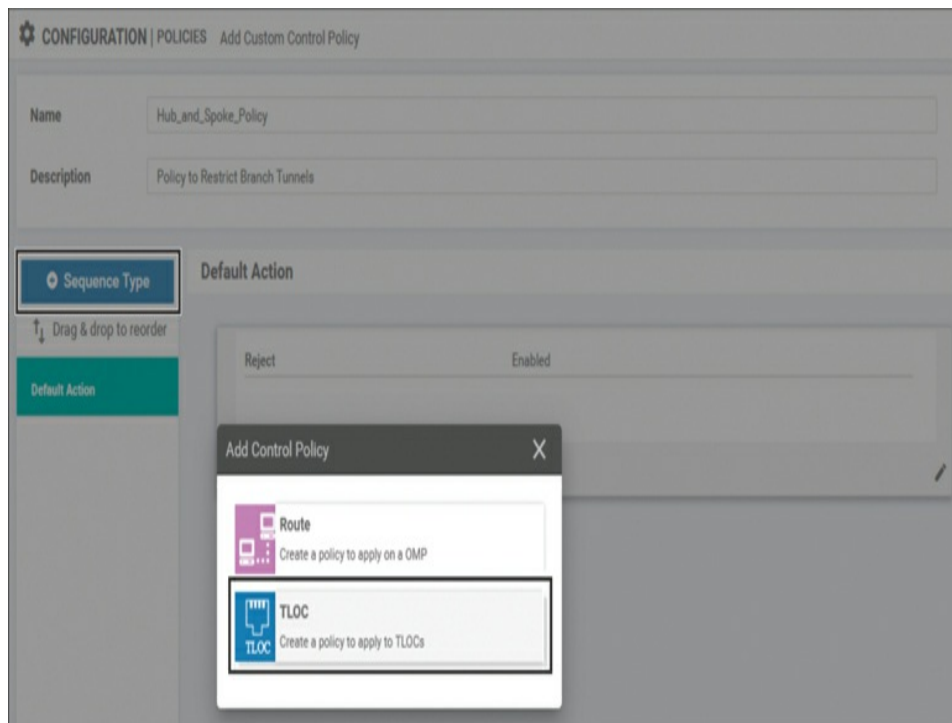 CONFIGURATION | POLICIES Add Custom Control Policy
Name Hub_and_Spoke_Policy
Description Policy to Restrict Branch Tunnels
Sequence Type
Drag & drop to reorder
Default Action
Default Action
Reject Enabled
Add Control Policy X
Route
Create a policy to apply on a OMP
TLOC
TLOC
Create a policy to apply to TLOCs